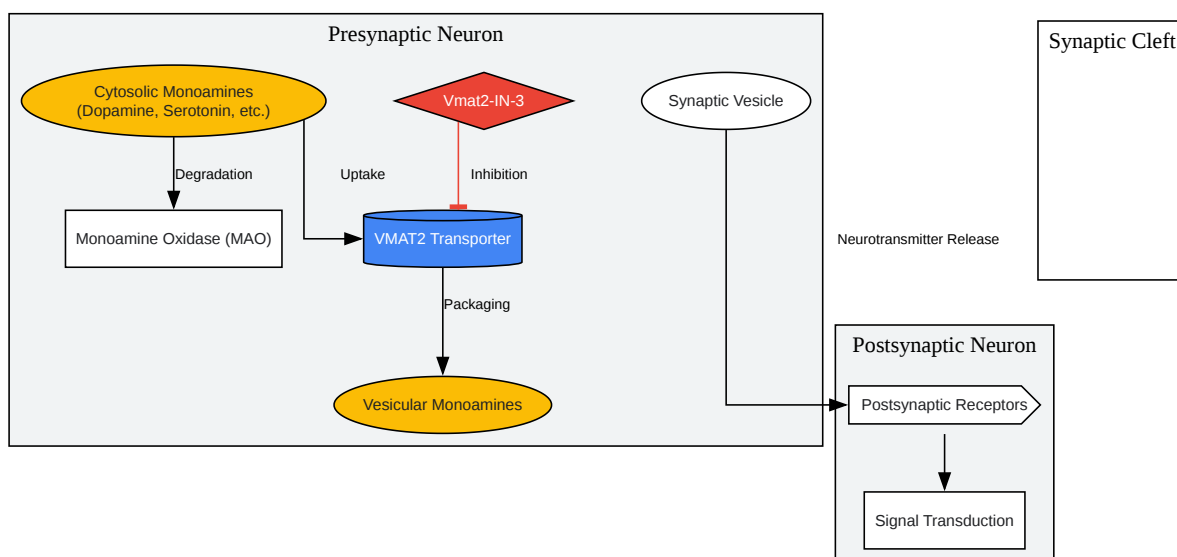 Presynaptic Neuron
Synaptic Cleft
Cytosolic Monoamines
(Dopamine, Serotonin, etc.)
Vmat2-IN-3
Synaptic Vesicle
Degradation
Uptake
Inhibition
Monoamine Oxidase (MAO)
VMAT2 Transporter
Neurotransmitter Release
Packaging
Postsynaptic Neuron
Vesicular Monoamines
Postsynaptic Receptors
Signal Transduction